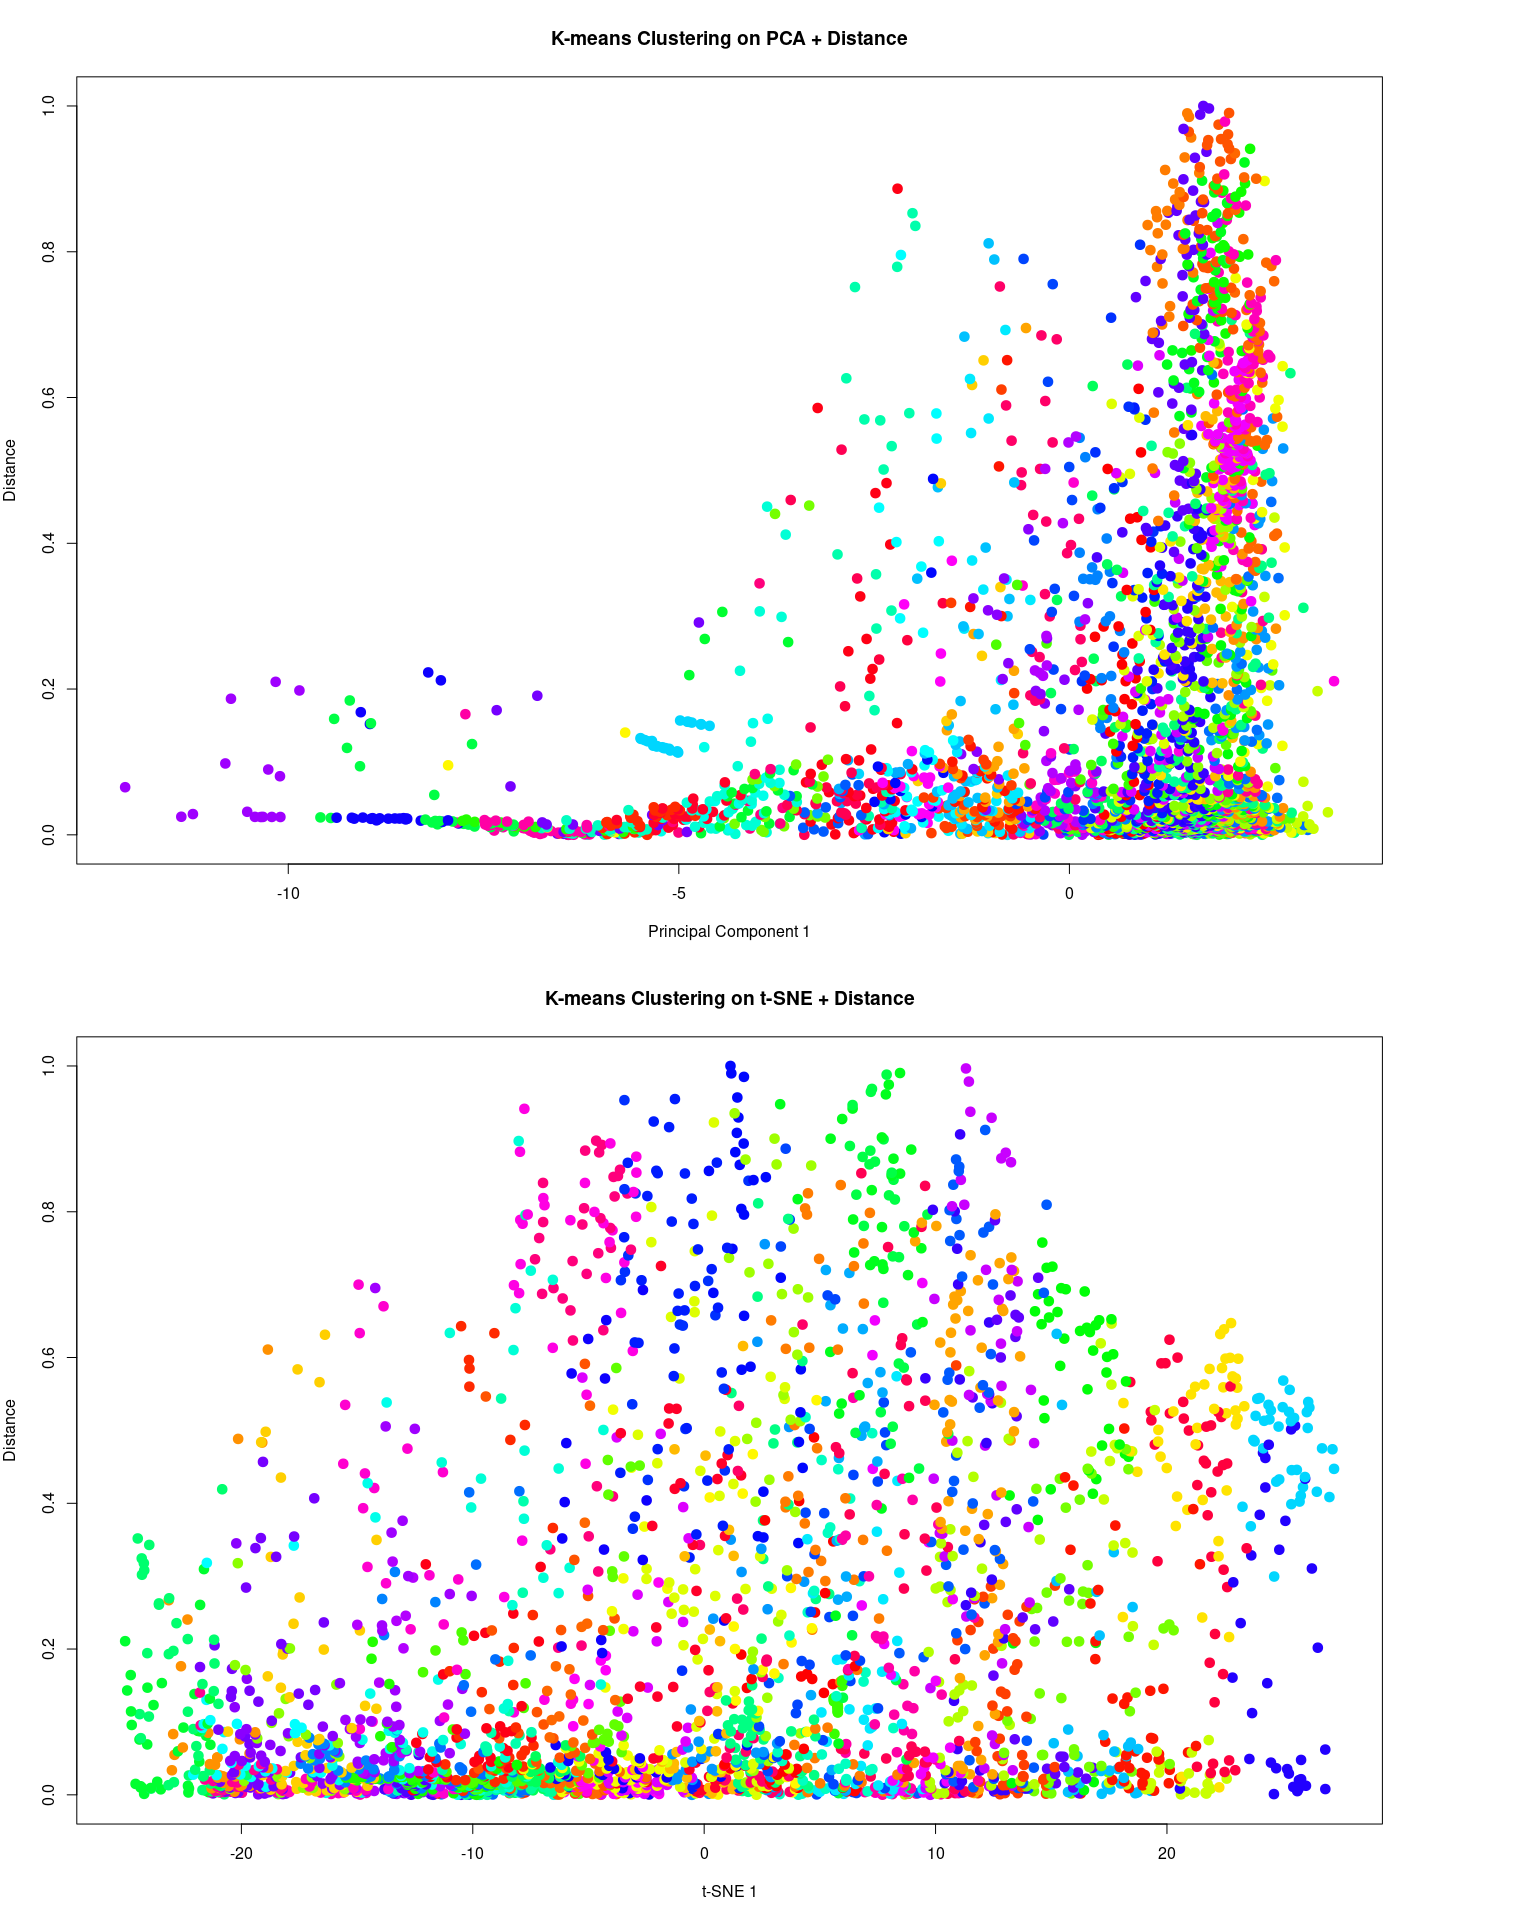 K-means Clustering on PCA + Distance
1.0
0.8
0.6
0.4
0.2
0.0
Distance
-10 -5 0
Principal Component 1
K-means Clustering on t-SNE + Distance
1.0
0.8
0.6
0.4
0.2
0.0
Distance
-20 -10 0 10 20
t-SNE 1